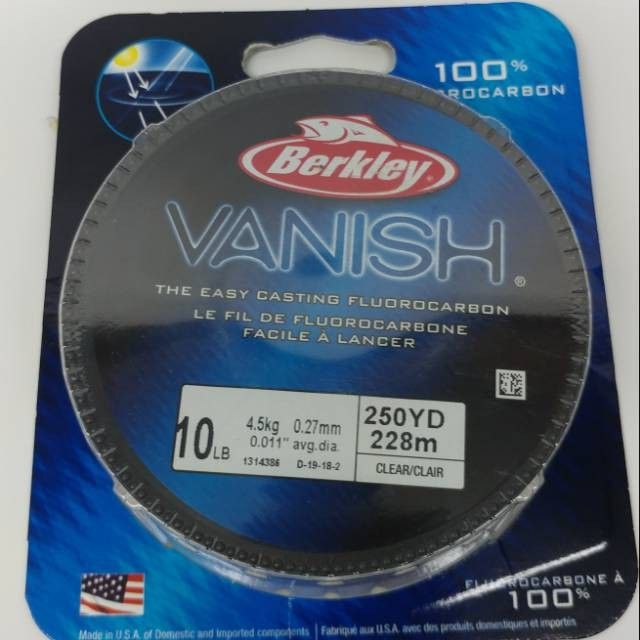 100%
ROCARBON
Berkley
VANISH®
THE EASY CASTING FLUOROCARBON
LE FIL DE FLUOROCARBONE
FACILE À LANCER
10LB
4.5kg 0.27mm
0.011" avg.dia.
1314386 D-19-18-2
250YD
228m
CLEAR/CLAIR
FLUOROCARBONE À
100%
Made in U.S.A. of Domestic and Imported components Fabriqué aux U.S.A. avec des produits domestiques et importés